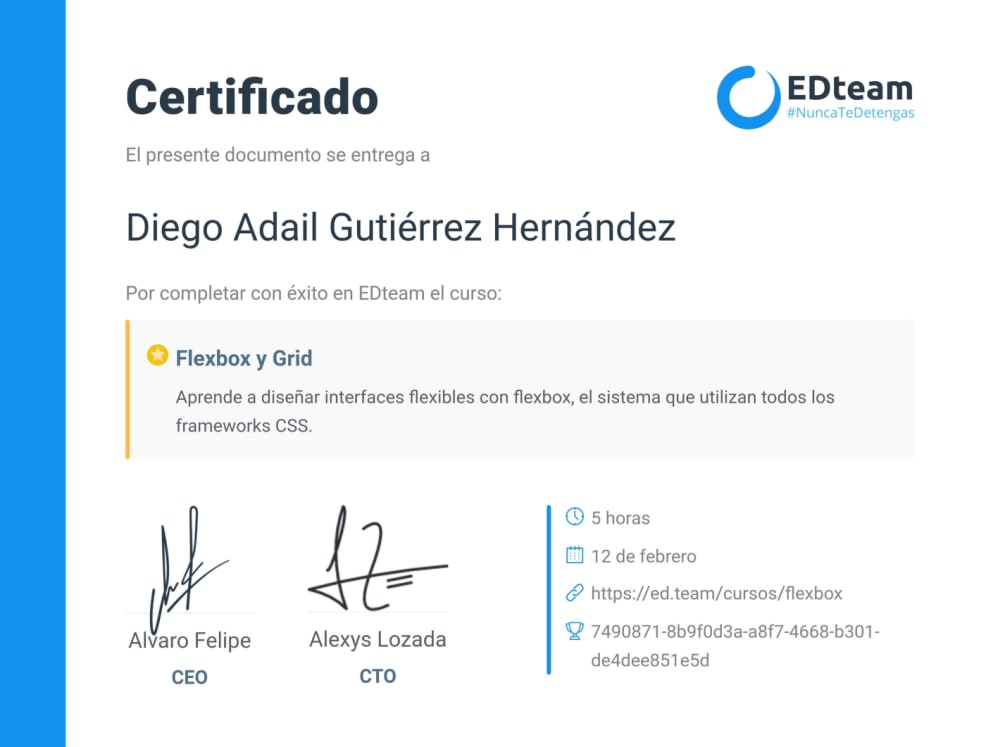 Certificado
EDteam
#NuncaTeDetengas
El presente documento se entrega a
Diego Adail Gutiérrez Hernández
Por completar con éxito en EDteam el curso:
Flexbox y Grid
Aprende a diseñar interfaces flexibles con flexbox, el sistema que utilizan todos los
frameworks CSS.
Alvaro Felipe
CEO
Alexys Lozada
CTO
5 horas
12 de febrero
https://ed.team/cursos/flexbox
7490871-8b9f0d3a-a8f7-4668-b301-
de4dee851e5d